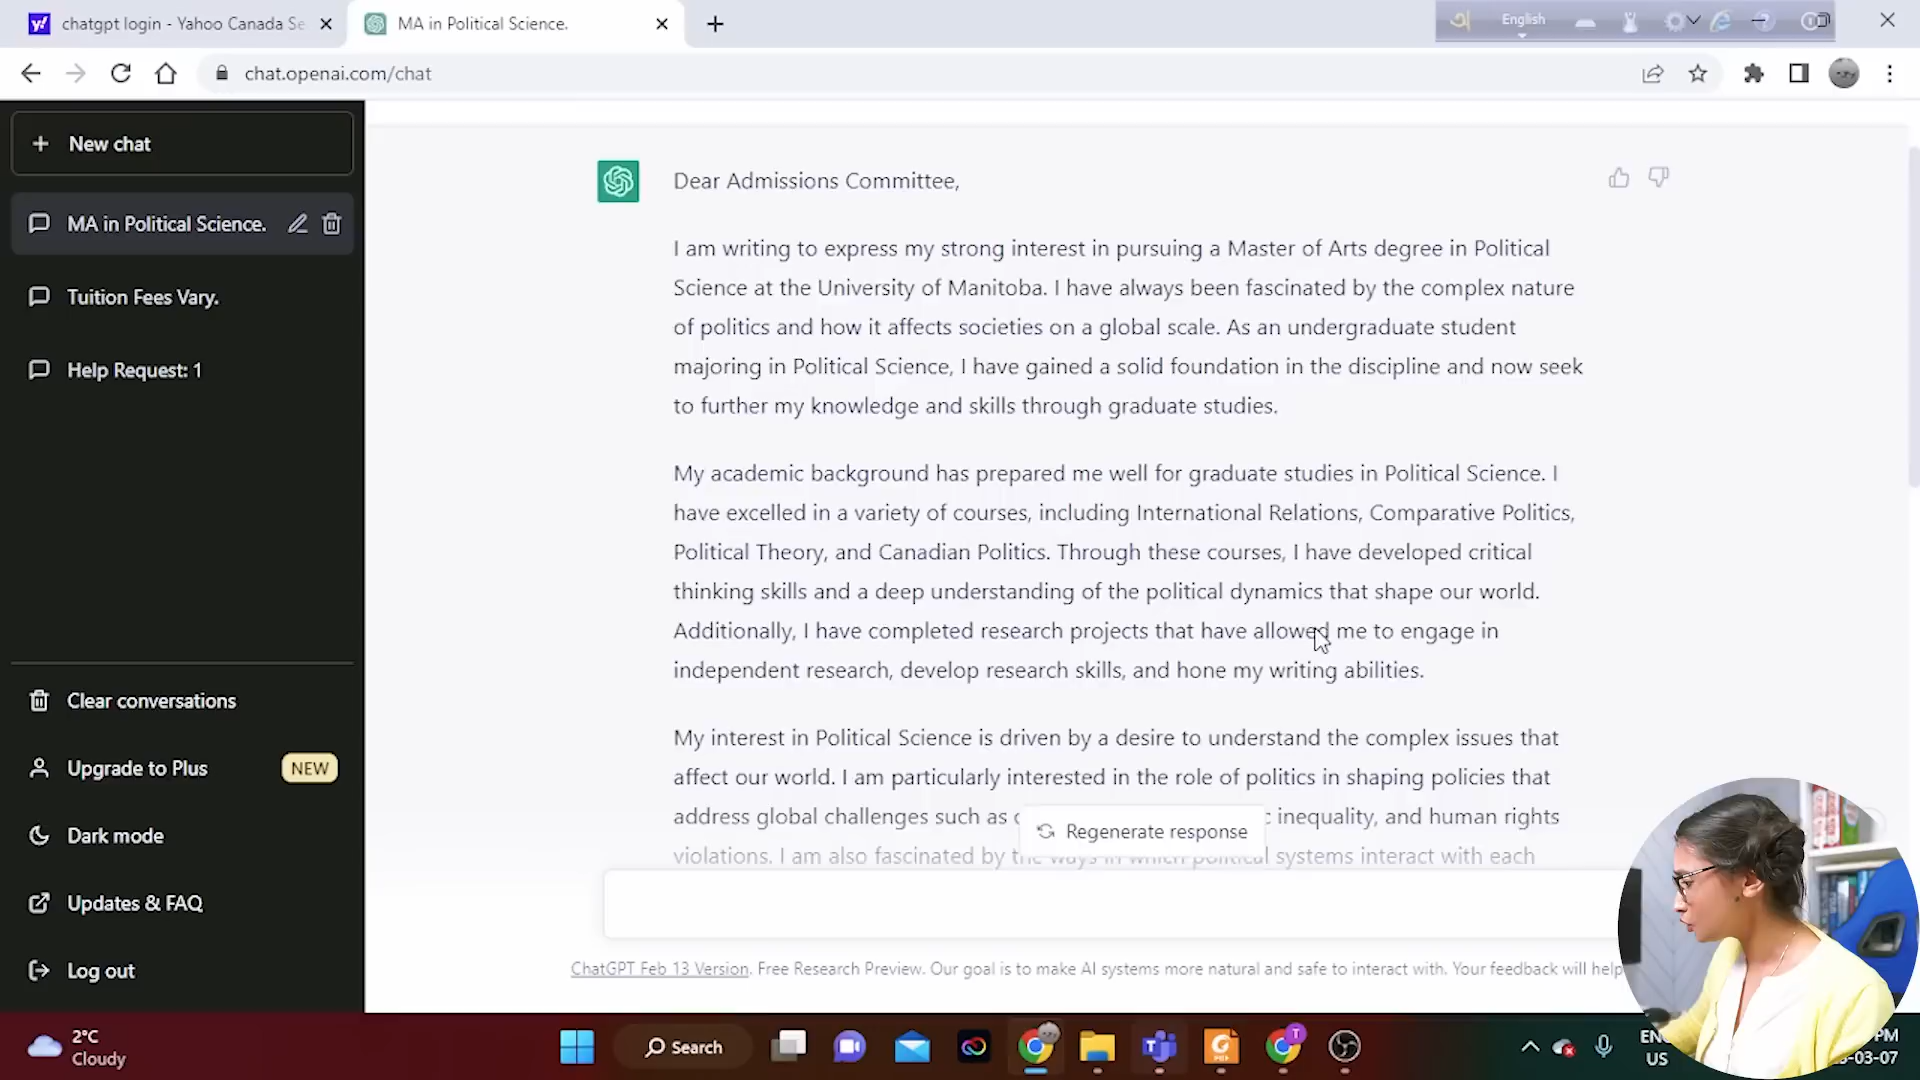 chatgpt login - Yahoo Canada Se
MA in Political Science.
English
chat.openai.com/chat
New chat
MA in Political Science.
Tuition Fees Vary.
Help Request: 1
Clear conversations
Upgrade to Plus NEW
Dark mode
Updates & FAQ
Log out
Dear Admissions Committee,
I am writing to express my strong interest in pursuing a Master of Arts degree in Political
Science at the University of Manitoba. I have always been fascinated by the complex nature
of politics and how it affects societies on a global scale. As an undergraduate student
majoring in Political Science, I have gained a solid foundation in the discipline and now seek
to further my knowledge and skills through graduate studies.
My academic background has prepared me well for graduate studies in Political Science. I
have excelled in a variety of courses, including International Relations, Comparative Politics,
Political Theory, and Canadian Politics. Through these courses, I have developed critical
thinking skills and a deep understanding of the political dynamics that shape our world.
Additionally, I have completed research projects that have allowed me to engage in
independent research, develop research skills, and hone my writing abilities.
My interest in Political Science is driven by a desire to understand the complex issues that
affect our world. I am particularly interested in the role of politics in shaping policies that
address global challenges such as inequality, and human rights
violations. I am also fascinated by the ways in which political systems interact with each
Regenerate response
ChatGPT Feb 13 Version. Free Research Preview. Our goal is to make AI systems more natural and safe to interact with. Your feedback will help
2°C
Cloudy
Search
US
PM
-03-07